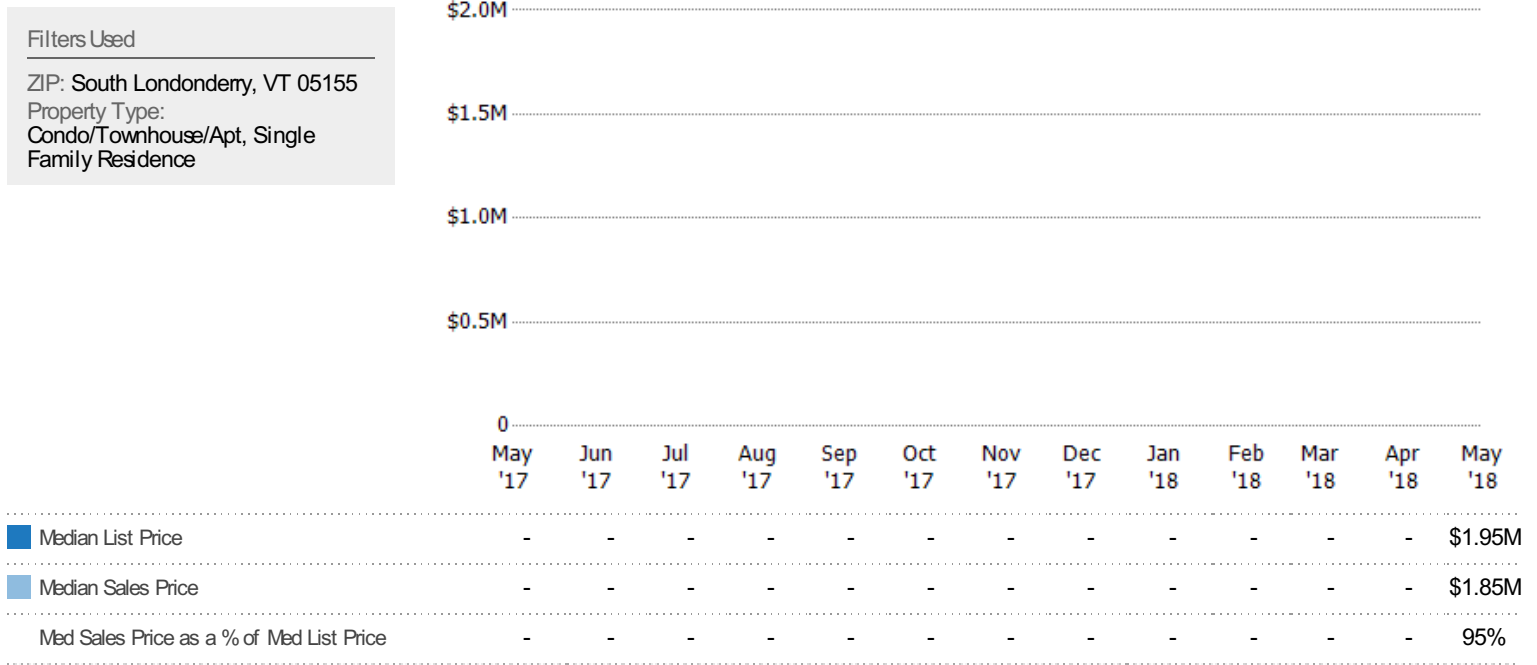 Filters Used
ZIP: South Londonderry, VT 05155
Property Type:
Condo/Townhouse/Apt, Single
Family Residence
$2.0M
$1.5M
$1.0M
$0.5M
0
May Jun Jul Aug Sep Oct Nov Dec Jan Feb Mar Apr May
'17 '17 '17 '17 '17 '17 '17 '17 '18 '18 '18 '18 '18
Median List Price - - - - - - - - - - - - $1.95M
Median Sales Price - - - - - - - - - - - - $1.85M
Med Sales Price as a % of Med List Price - - - - - - - - - - - - 95%